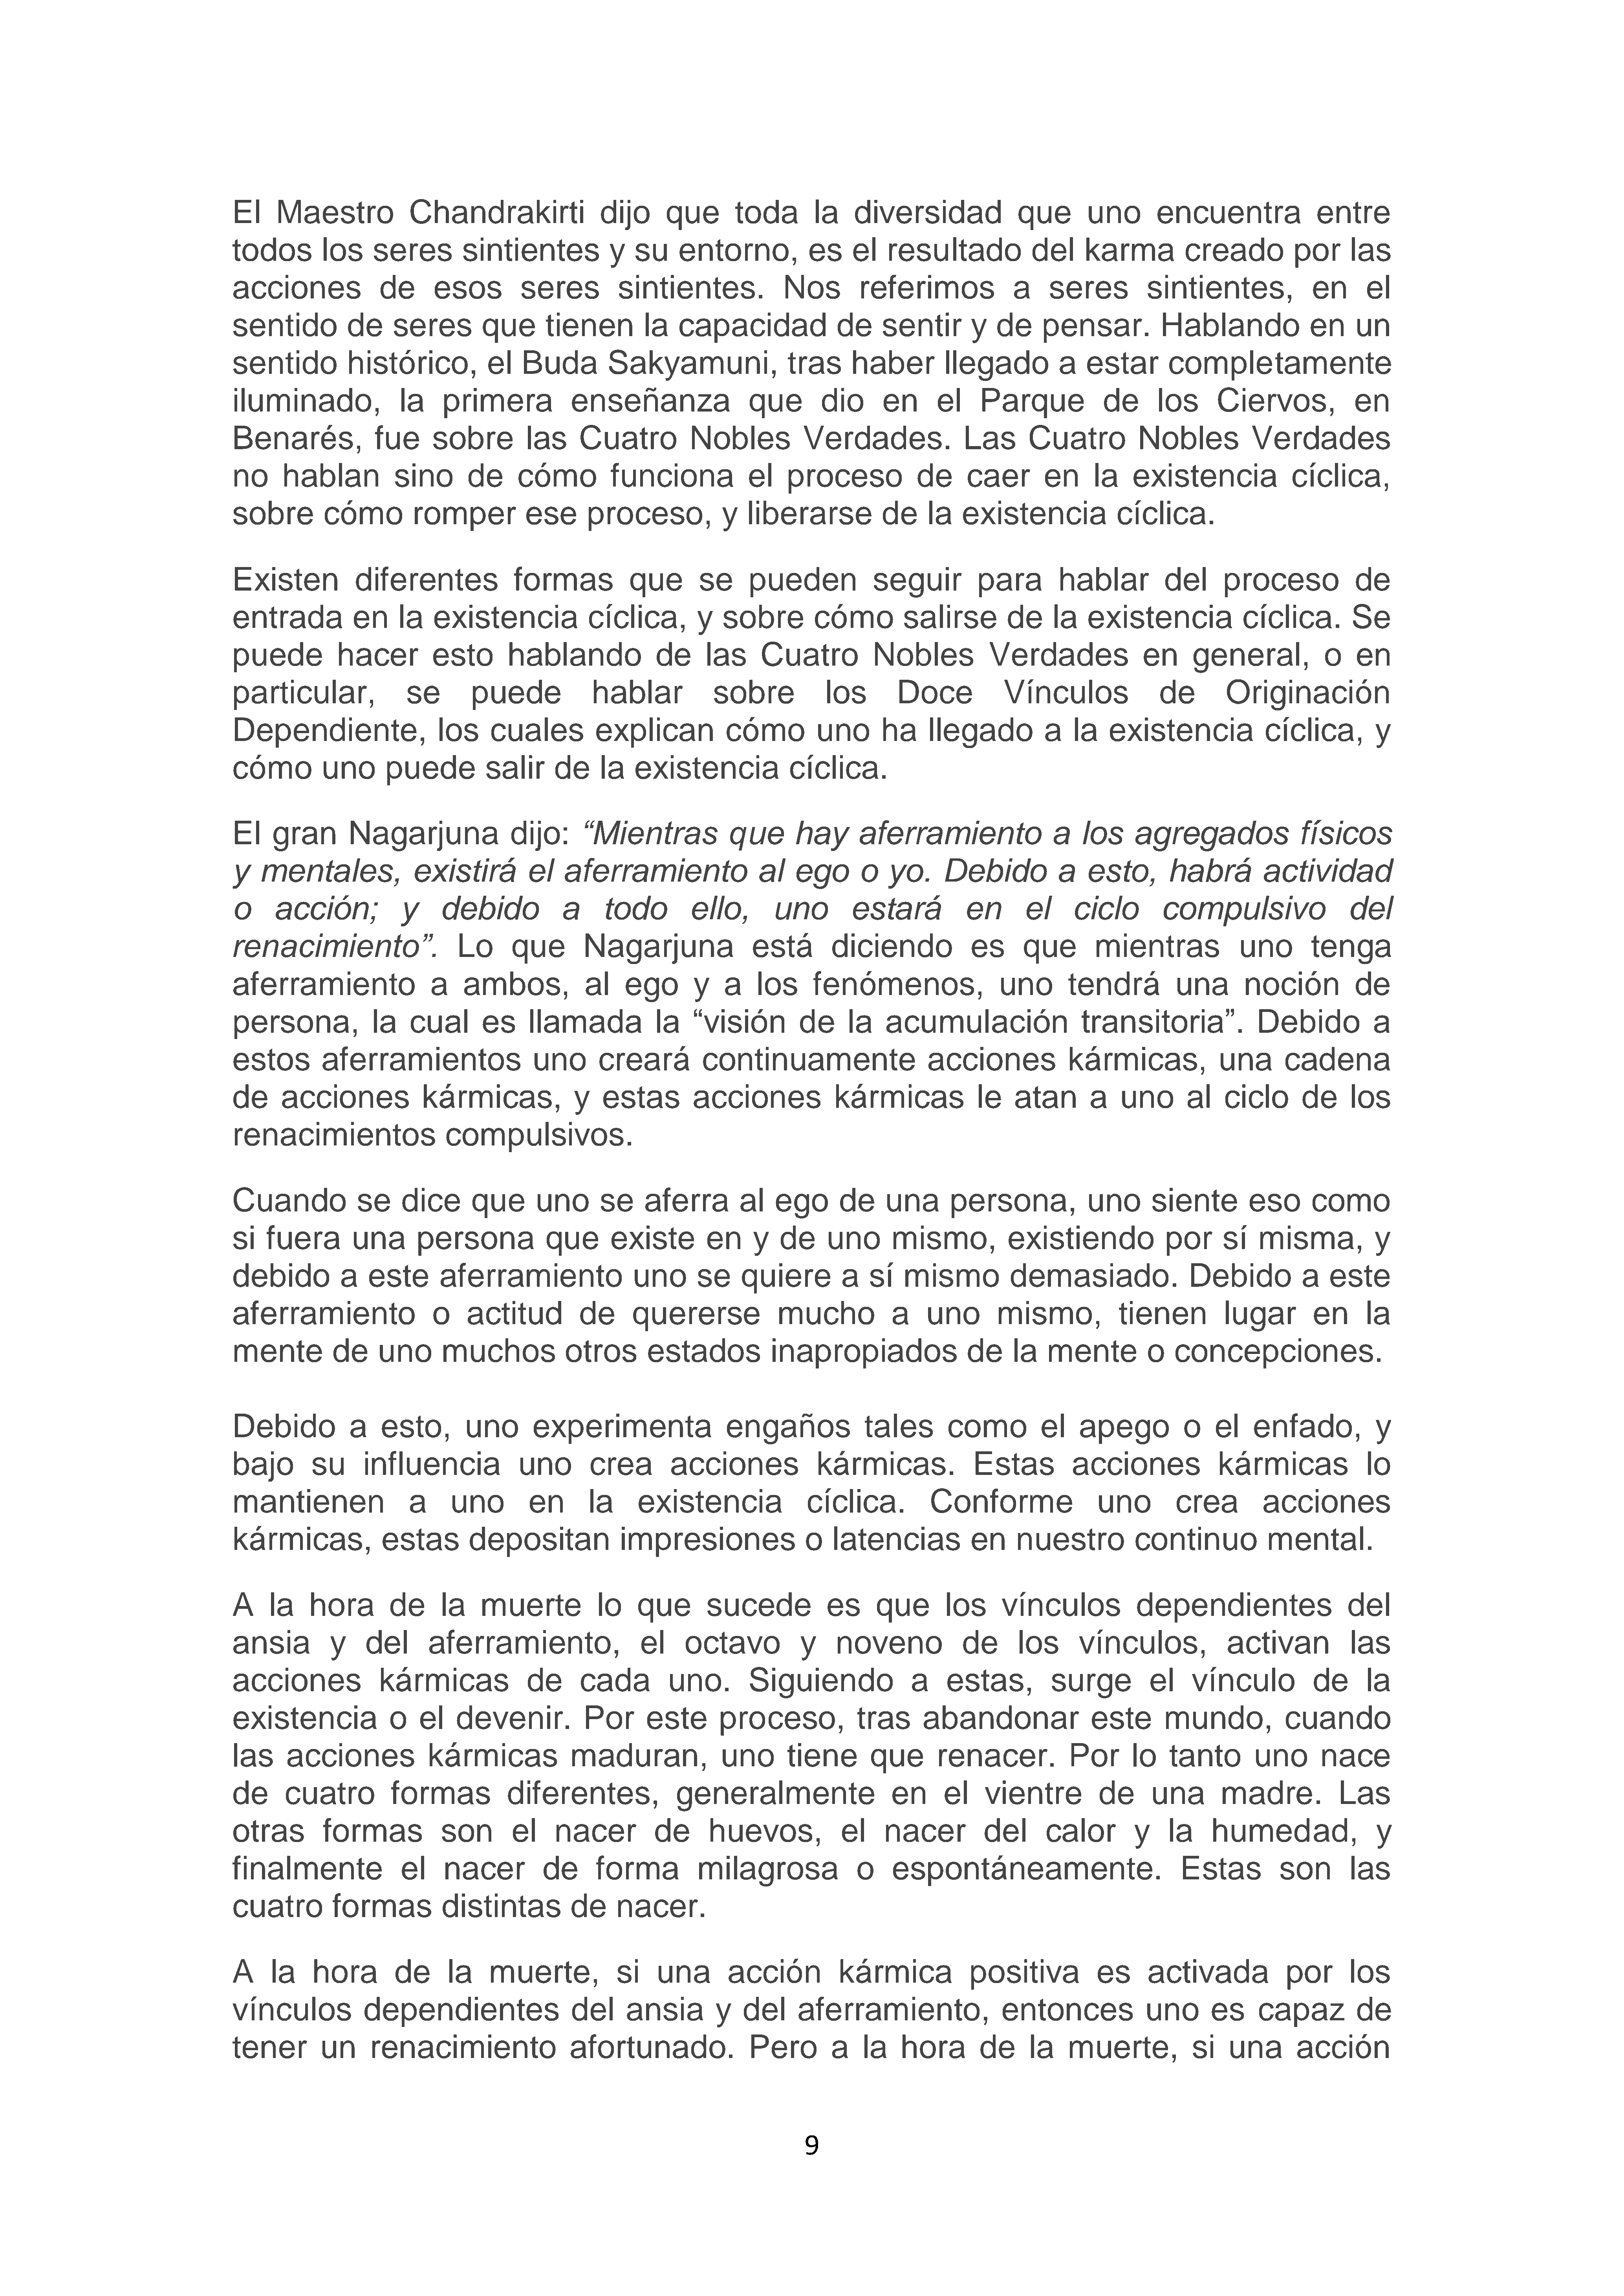 El Maestro Chandrakirti dijo que toda la diversidad que uno encuentra entre
todos los seres sintientes y su entorno, es el resultado del karma creado por las
acciones de esos seres sintientes. Nos referimos a seres sintientes, en el
sentido de seres que tienen la capacidad de sentir y de pensar. Hablando en un
sentido histórico, el Buda Sakyamuni, tras haber llegado a estar completamente
iluminado, la primera enseñanza que dio en el Parque de los Ciervos, en
Benarés, fue sobre las Cuatro Nobles Verdades. Las Cuatro Nobles Verdades
no hablan sino de cómo funciona el proceso de caer en la existencia cíclica,
sobre cómo romper ese proceso, y liberarse de la existencia cíclica.
Existen diferentes formas que se pueden seguir para hablar del proceso de
entrada en la existencia cíclica, y sobre cómo salirse de la existencia cíclica. Se
puede hacer esto hablando de las Cuatro Nobles Verdades en general, o en
particular, se puede hablar sobre los Doce Vínculos de Originación
Dependiente, los cuales explican cómo uno ha llegado a la existencia cíclica, y
cómo uno puede salir de la existencia cíclica.
El gran Nagarjuna dijo: “Mientras que hay aferramiento a los agregados físicos
y mentales, existirá el aferramiento al ego o yo. Debido a esto, habrá actividad
o acción; y debido a todo ello, uno estará en el ciclo compulsivo del
renacimiento”. Lo que Nagarjuna está diciendo es que mientras uno tenga
aferramiento a ambos, al ego y a los fenómenos, uno tendrá una noción de
persona, la cual es llamada la “visión de la acumulación transitoria”. Debido a
estos aferramientos uno creará continuamente acciones kármicas, una cadena
de acciones kármicas, y estas acciones kármicas le atan a uno al ciclo de los
renacimientos compulsivos.
Cuando se dice que uno se aferra al ego de una persona, uno siente eso como
si fuera una persona que existe en y de uno mismo, existiendo por sí misma, y
debido a este aferramiento uno se quiere a sí mismo demasiado. Debido a este
aferramiento o actitud de quererse mucho a uno mismo, tienen lugar en la
mente de uno muchos otros estados inapropiados de la mente o concepciones.
Debido a esto, uno experimenta engaños tales como el apego o el enfado, y
bajo su influencia uno crea acciones kármicas. Estas acciones kármicas lo
mantienen a uno en la existencia cíclica. Conforme uno crea acciones
kármicas, estas depositan impresiones o latencias en nuestro continuo mental.
A la hora de la muerte lo que sucede es que los vínculos dependientes del
ansia y del aferramiento, el octavo y noveno de los vínculos, activan las
acciones kármicas de cada uno. Siguiendo a estas, surge el vínculo de la
existencia o el devenir. Por este proceso, tras abandonar este mundo, cuando
las acciones kármicas maduran, uno tiene que renacer. Por lo tanto uno nace
de cuatro formas diferentes, generalmente en el vientre de una madre. Las
otras formas son el nacer de huevos, el nacer del calor y la humedad, y
finalmente el nacer de forma milagrosa o espontáneamente. Estas son las
cuatro formas distintas de nacer.
A la hora de la muerte, si una acción kármica positiva es activada por los
vínculos dependientes del ansia y del aferramiento, entonces uno es capaz de
tener un renacimiento afortunado. Pero a la hora de la muerte, si una acción
9